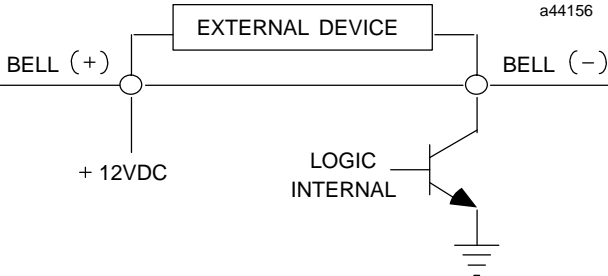 a44156
EXTERNAL DEVICE
BELL (+)
BELL (−)
+ 12VDC
LOGIC
INTERNAL